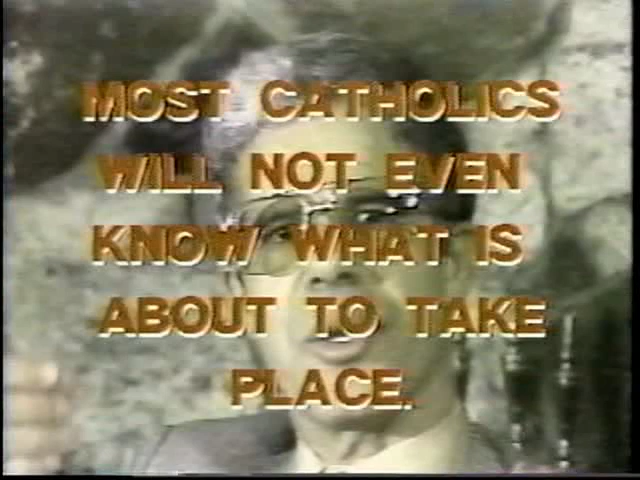 MOST CATHOLICS
WILL NOT EVEN
KNOW WHAT IS
ABOUT TO TAKE
PLACE.